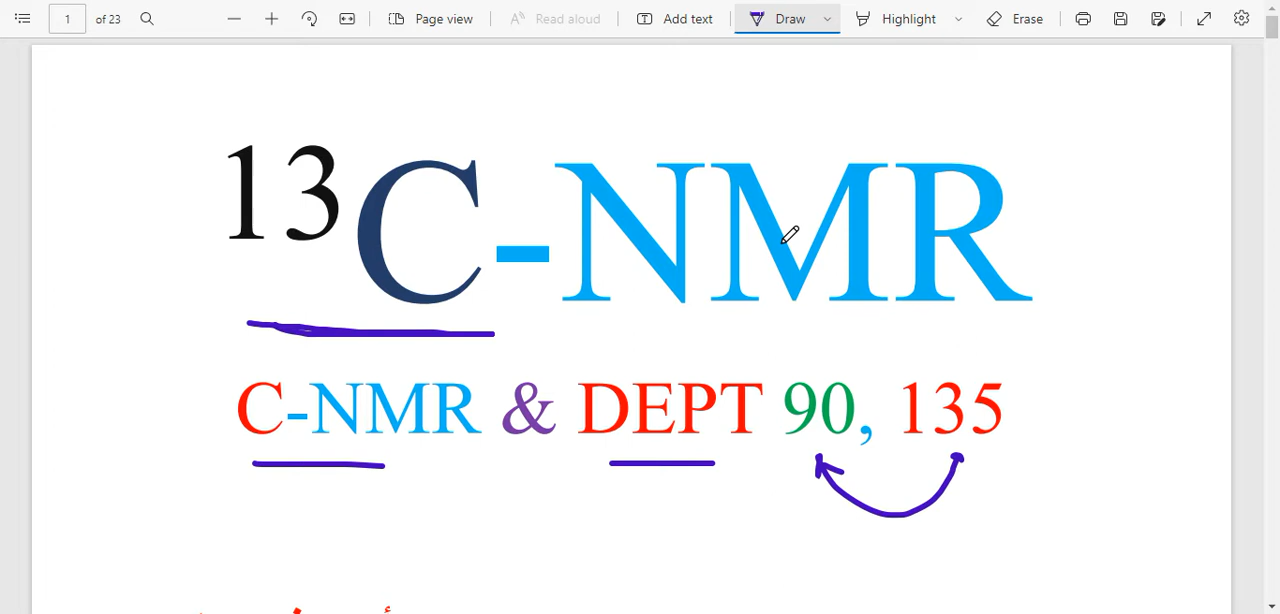 1 of 23 Page view Read aloud Add text Draw Highlight Erase
13C-NMR
C-NMR & DEPT 90, 135